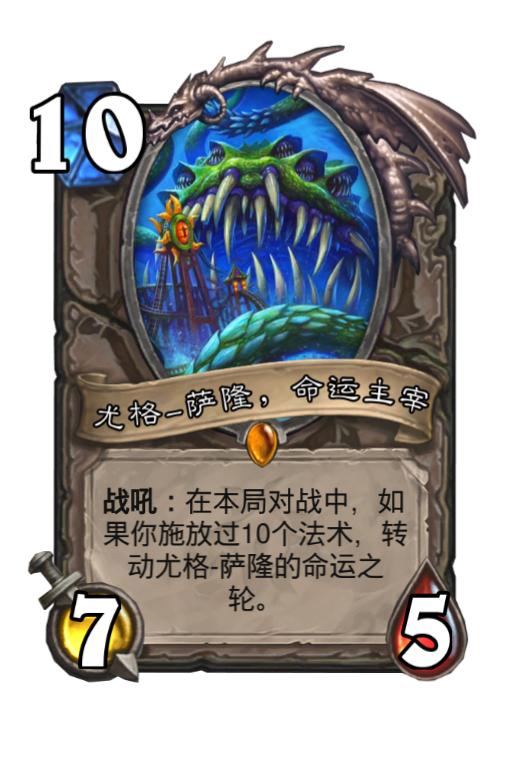 10
尤格-萨隆，命运主宰
战吼：在本局对战中，如
果你施放过10个法术，转
动尤格-萨隆的命运之
轮。
7
5